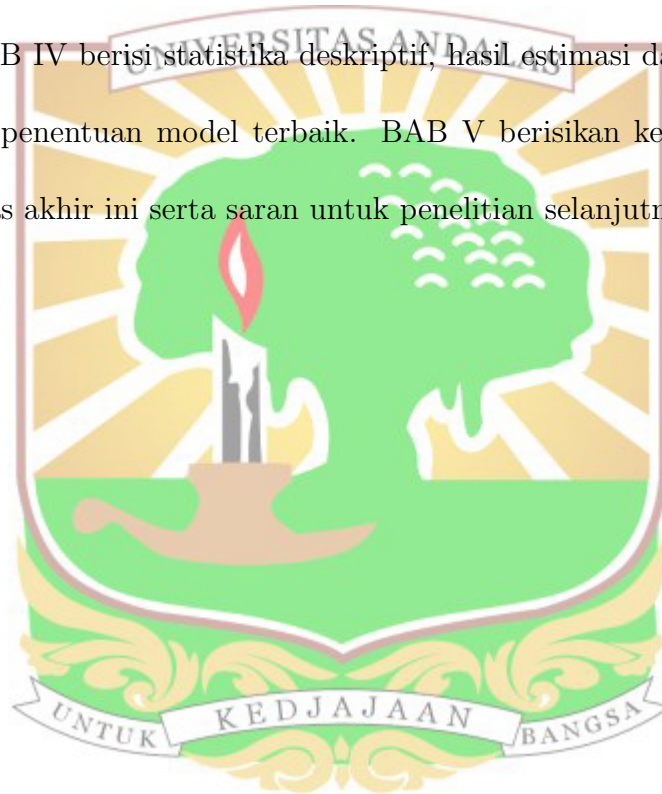 UNIVERSITAS ANDALAS
B IV berisi statistika deskriptif, hasil estimasi da
penentuan model terbaik. BAB V berisikan ke
s akhir ini serta saran untuk penelitian selanjutn
UNTUK KEDJAJAAN BANGSA